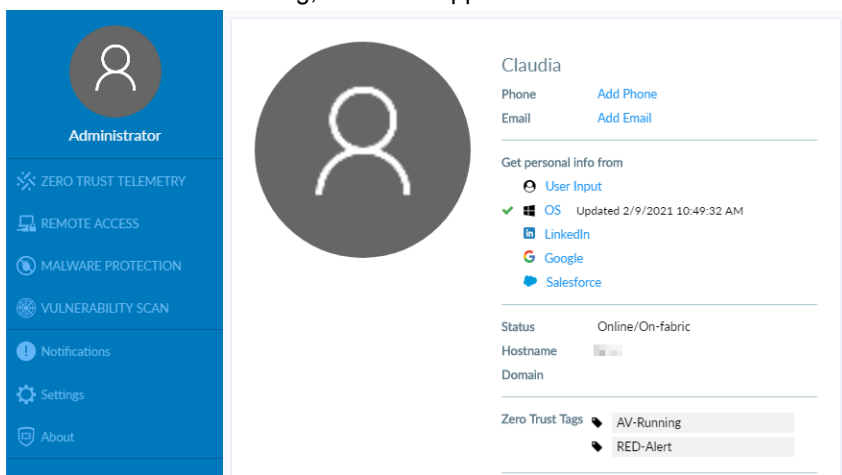 Administrator
ZERO TRUST TELEMETRY
REMOTE ACCESS
MALWARE PROTECTION
VULNERABILITY SCAN
Notifications
Settings
About
Claudia
Phone Add Phone
Email Add Email
Get personal info from
User Input
OS Updated 2/9/2021 10:49:32 AM
LinkedIn
Google
Salesforce
Status Online/On-fabric
Hostname
Domain
Zero Trust Tags AV-Running
RED-Alert